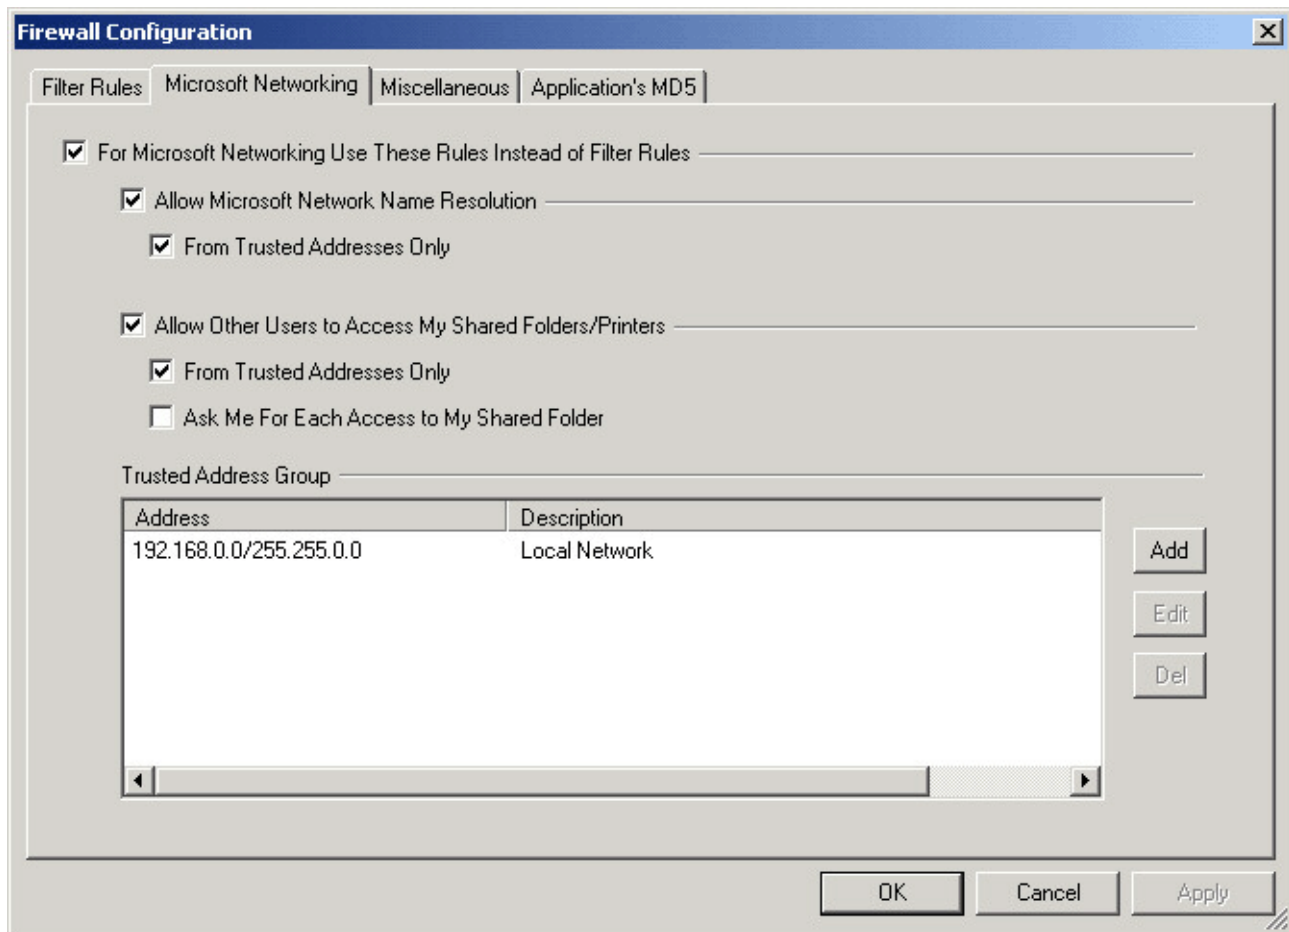 Firewall Configuration
Filter Rules Microsoft Networking Miscellaneous Application's MD5
For Microsoft Networking Use These Rules Instead of Filter Rules
Allow Microsoft Network Name Resolution
From Trusted Addresses Only
Allow Other Users to Access My Shared Folders/Printers
From Trusted Addresses Only
Ask Me For Each Access to My Shared Folder
Trusted Address Group
Address Description
192.168.0.0/255.255.0.0 Local Network
Add
Edit
Del
OK Cancel Apply